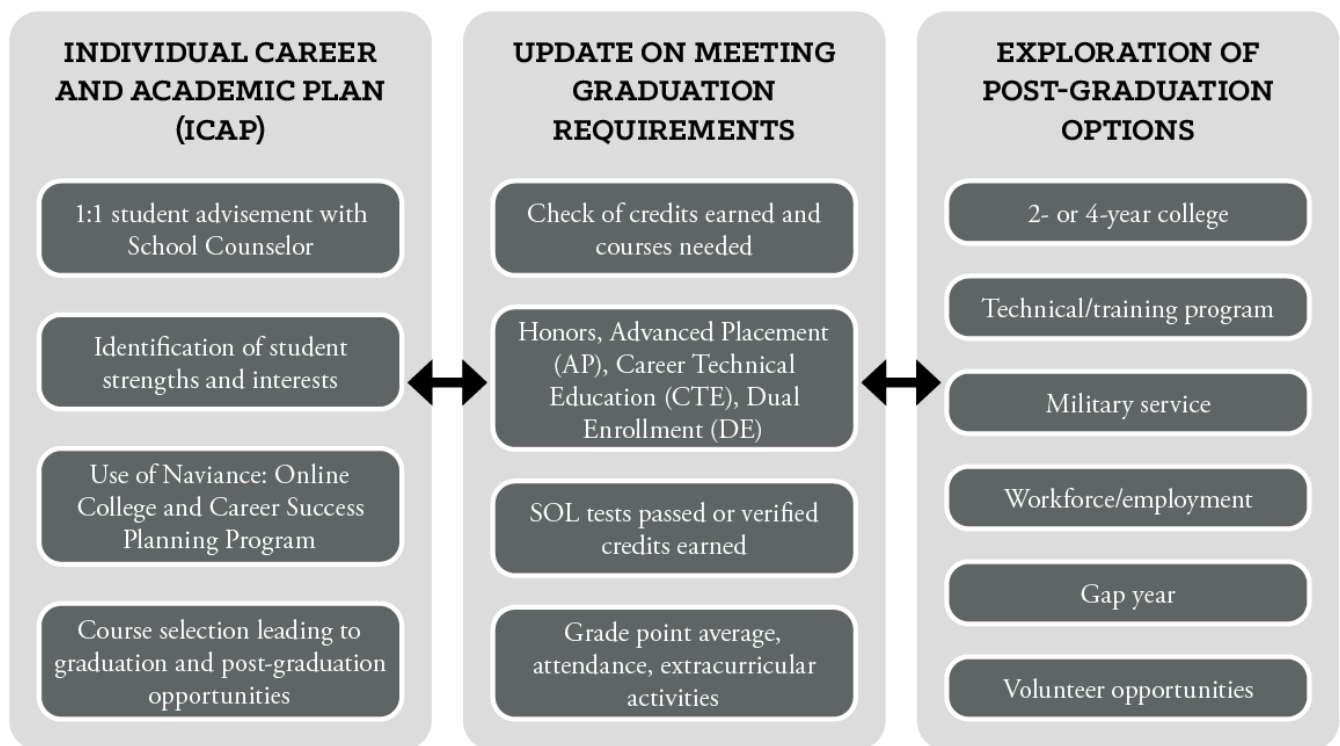 INDIVIDUAL CAREER
AND ACADEMIC PLAN
(ICAP)
1:1 student advisement with
School Counselor
Identification of student
strengths and interests
Use of Naviance: Online
College and Career Success
Planning Program
Course selection leading to
graduation and post-graduation
opportunities
UPDATE ON MEETING
GRADUATION
REQUIREMENTS
Check of credits earned and
courses needed
Honors, Advanced Placement
(AP), Career Technical
Education (CTE), Dual
Enrollment (DE)
SOL tests passed or verified
credits earned
Grade point average,
attendance, extracurricular
activities
EXPLORATION OF
POST-GRADUATION
OPTIONS
2- or 4-year college
Technical/training program
Military service
Workforce/employment
Gap year
Volunteer opportunities